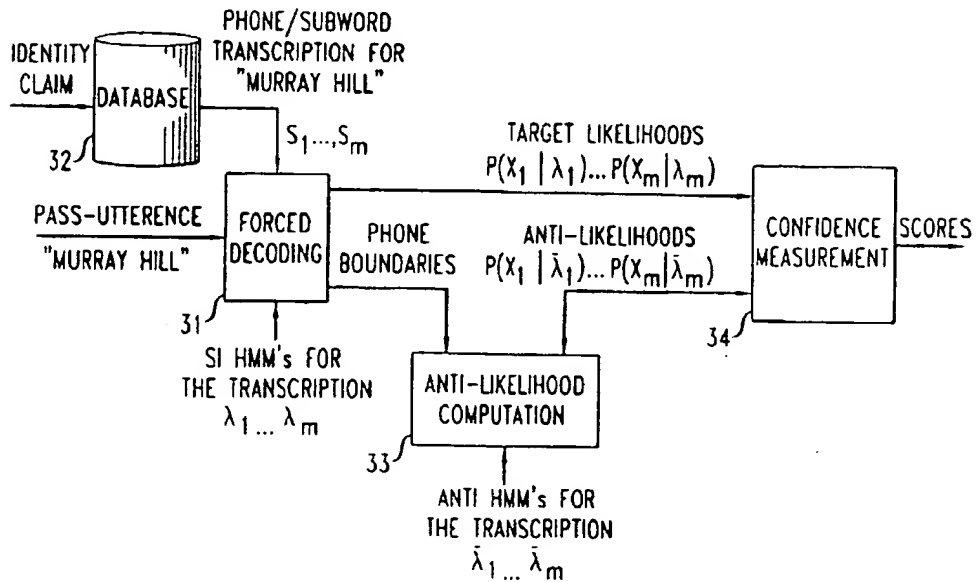 PHONE/SUBWORD
TRANSCRIPTION FOR
"MURRAY HILL"
IDENTITY
CLAIM
DATABASE
32
S₁...,Sₘ
TARGET LIKELIHOODS
P(X₁ | λ₁)... P(Xₘ | λₘ)
PASS-UTTERENCE
"MURRAY HILL"
FORCED
DECODING
31
PHONE
BOUNDARIES
ANTI-LIKELIHOODS
P(X₁ | λ̄₁)... P(Xₘ | λ̄ₘ)
CONFIDENCE
MEASUREMENT
34
SCORES
SI HMM's FOR
THE TRANSCRIPTION
λ₁... λₘ
ANTI-LIKELIHOOD
COMPUTATION
33
ANTI HMM's FOR
THE TRANSCRIPTION
λ̄₁... λ̄ₘ